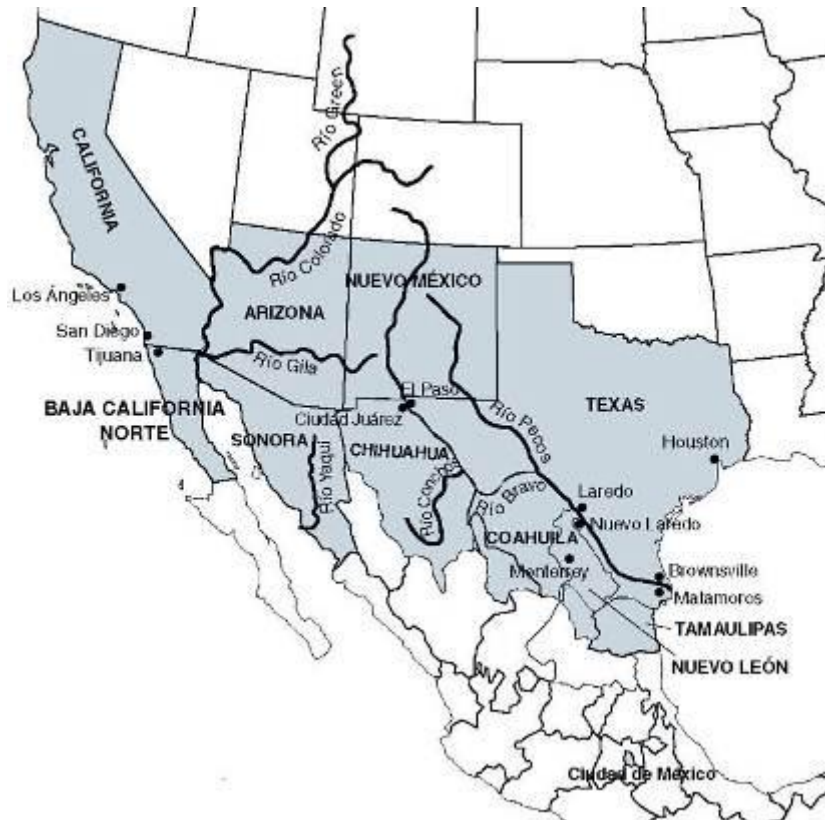 Río Green
CALIFORNIA
Río Colorado
NUEVO MÉXICO
Los Ángeles
ARIZONA
San Diego
Tijuana
Río Gila
El Paso
BAJA CALIFORNIA
NORTE
Ciudad Juárez
Río Pecos
TEXAS
SONORA
CHIHUAHUA
Houston
Río Yaqui
Río Conchos
Río Bravo
Laredo
Nuevo Laredo
COAHUILA
Monterrey
Brownsville
Matamoros
TAMAULIPAS
NUEVO LEÓN
Ciudad de México